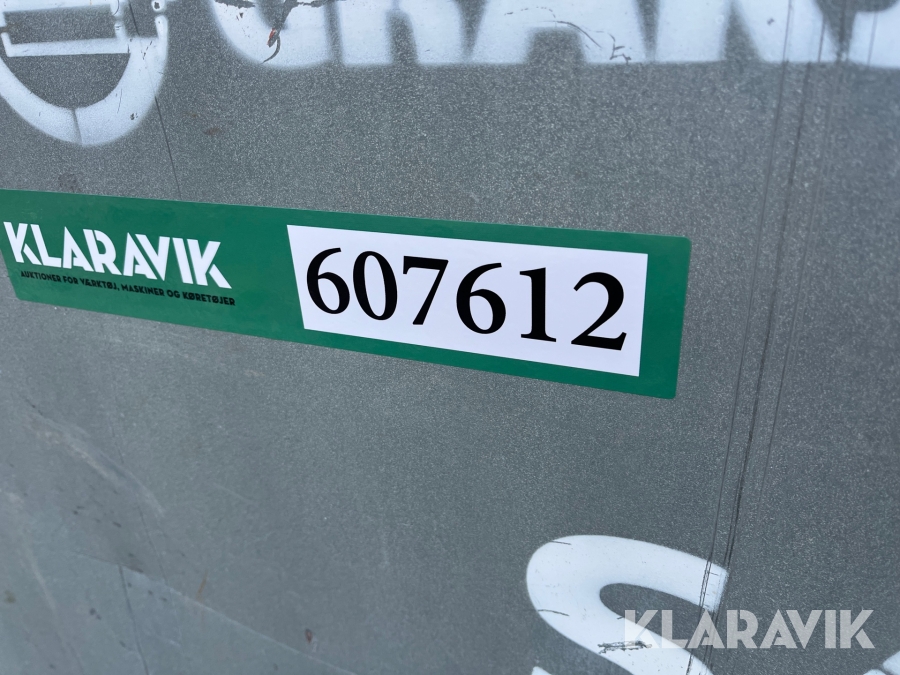 KLARAVIK
AUKTIONER FOR VÆRKTØJ, MASKINER OG KØRETØJER
607612
S
KLARAVIK